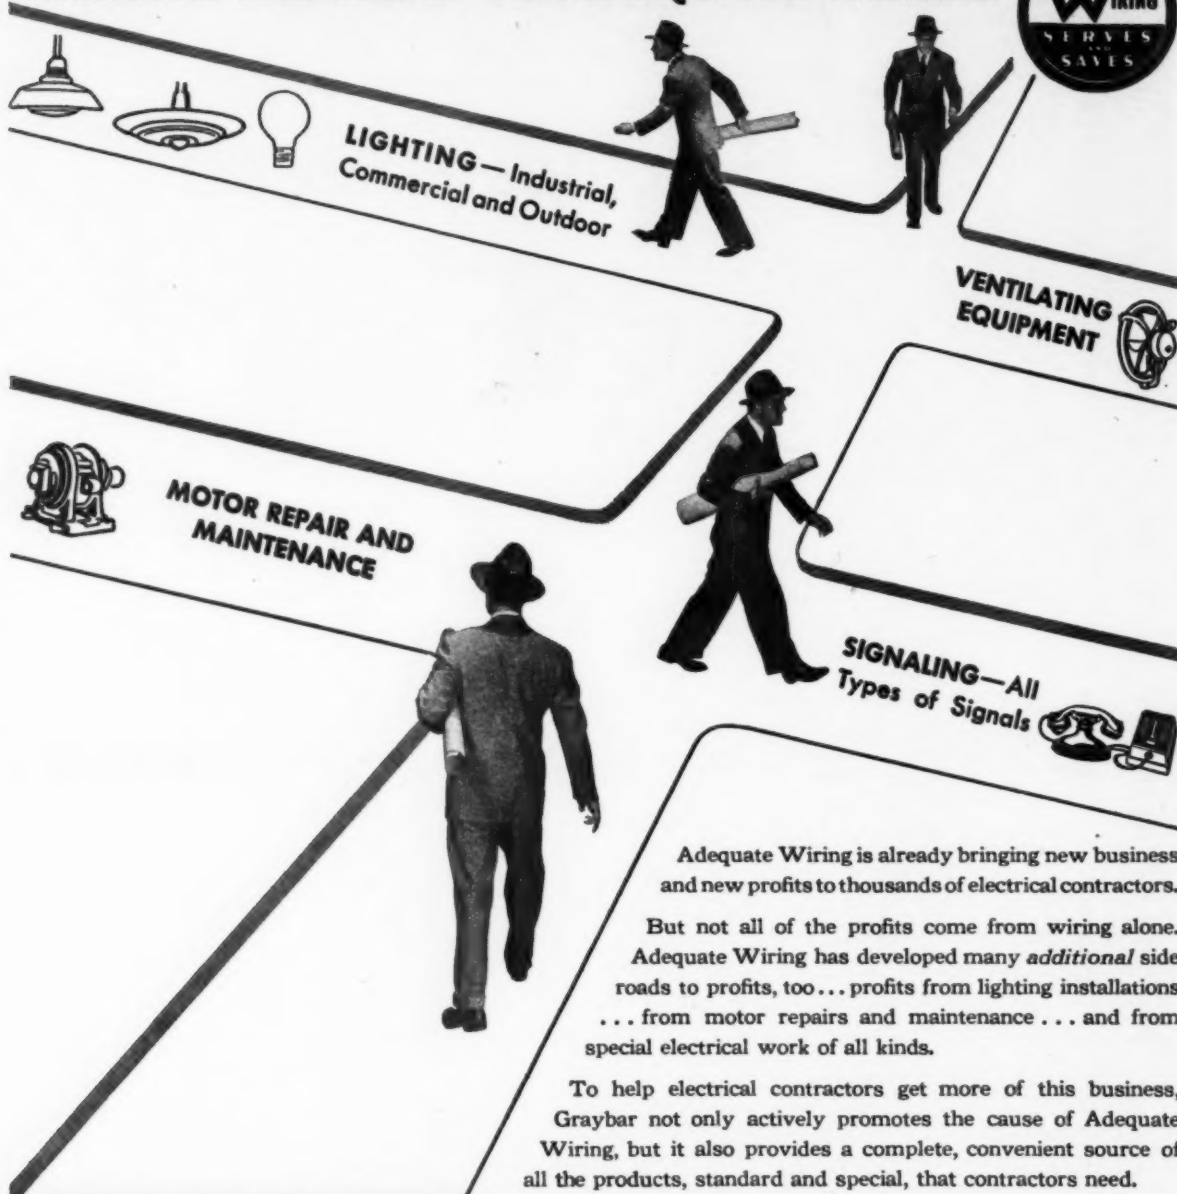 WIRING
SERVES
AND
SAVES
LIGHTING—Industrial,
Commercial and Outdoor
VENTILATING
EQUIPMENT
MOTOR REPAIR AND
MAINTENANCE
SIGNALING—All
Types of Signals
Adequate Wiring is already bringing new business
and new profits to thousands of electrical contractors.
But not all of the profits come from wiring alone.
Adequate Wiring has developed many additional side
roads to profits, too... profits from lighting installations
... from motor repairs and maintenance ... and from
special electrical work of all kinds.
To help electrical contractors get more of this business,
Graybar not only actively promotes the cause of Adequate
Wiring, but it also provides a complete, convenient source of
all the products, standard and special, that contractors need.